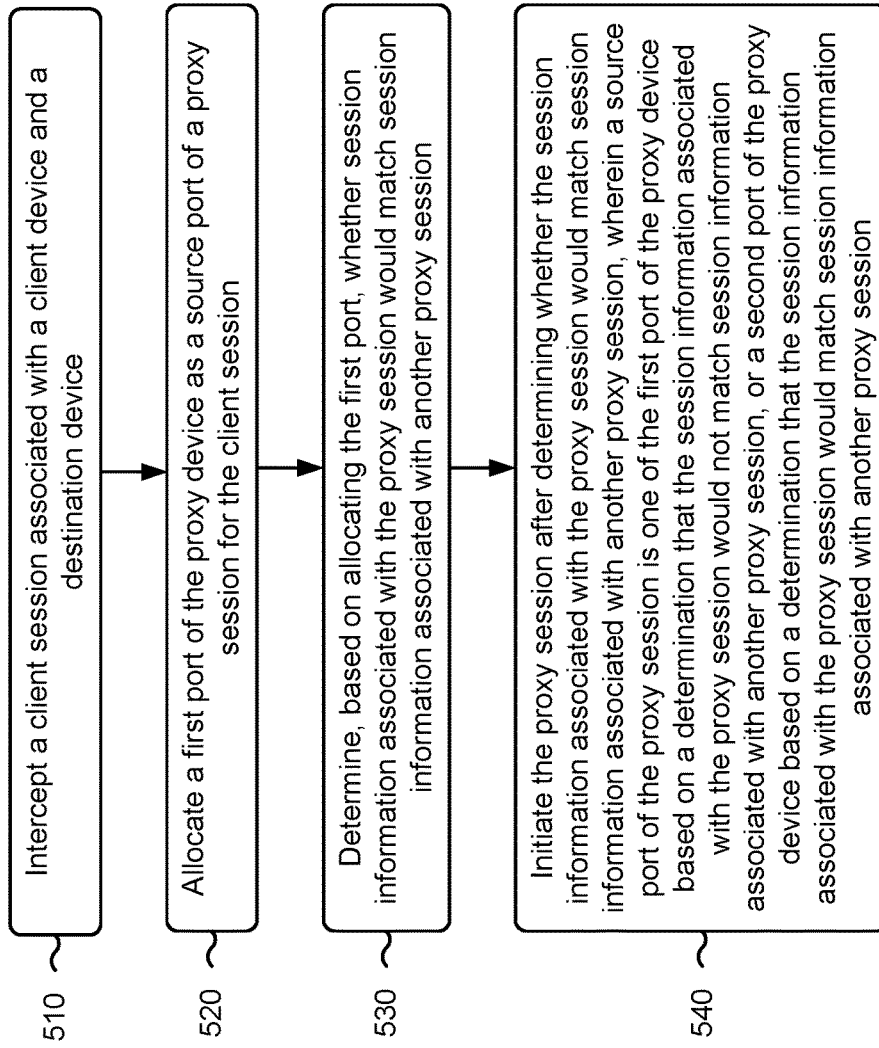 510
Intercept a client session associated with a client device and a
destination device
520
Allocate a first port of the proxy device as a source port of a proxy
session for the client session
530
Determine, based on allocating the first port, whether session
information associated with the proxy session would match session
information associated with another proxy session
540
Initiate the proxy session after determining whether the session
information associated with the proxy session would match session
information associated with another proxy session, wherein a source
port of the proxy session is one of the first port of the proxy device
based on a determination that the session information associated
with the proxy session would not match session information
associated with another proxy session, or a second port of the proxy
device based on a determination that the session information
associated with the proxy session would match session information
associated with another proxy session